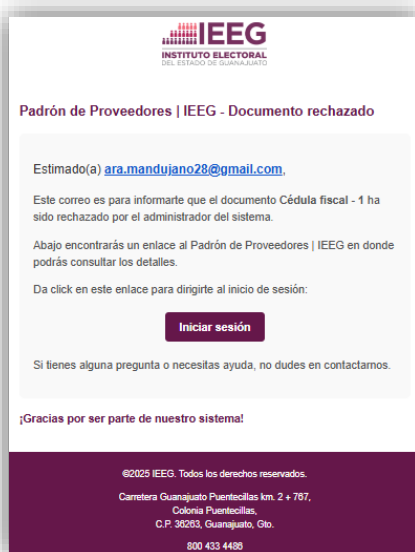 IEEG
INSTITUTO ELECTORAL
DEL ESTADO DE GUANAJUATO
Padrón de Proveedores | IEEG - Documento rechazado
Estimado(a) ara.mandujano28@gmail.com,
Este correo es para informarte que el documento Cédula fiscal - 1 ha
sido rechazado por el administrador del sistema.
Abajo encontrarás un enlace al Padrón de Proveedores | IEEG en donde
podrás consultar los detalles.
Da click en este enlace para dirigirte al inicio de sesión:
Iniciar sesión
Si tienes alguna pregunta o necesitas ayuda, no dudes en contactarnos.
¡Gracias por ser parte de nuestro sistema!
©2025 IEEG. Todos los derechos reservados.
Carretera Guanajuato Puentecillas km. 2 + 767,
Colonia Puentecillas,
C.P. 36263, Guanajuato, Gto.
800 433 4486